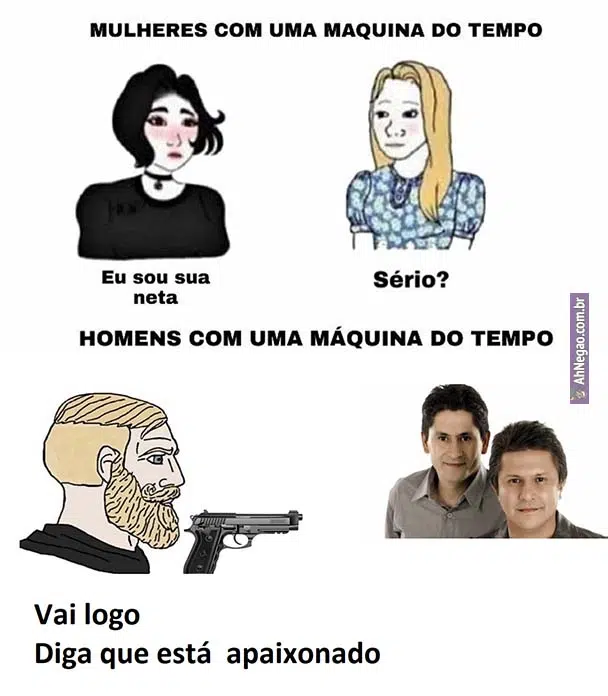 MULHERES COM UMA MAQUINA DO TEMPO
Eu sou sua
neta
Sério?
AhNegao.com.br
HOMENS COM UMA MÁQUINA DO TEMPO
Vai logo
Diga que está apaixonado